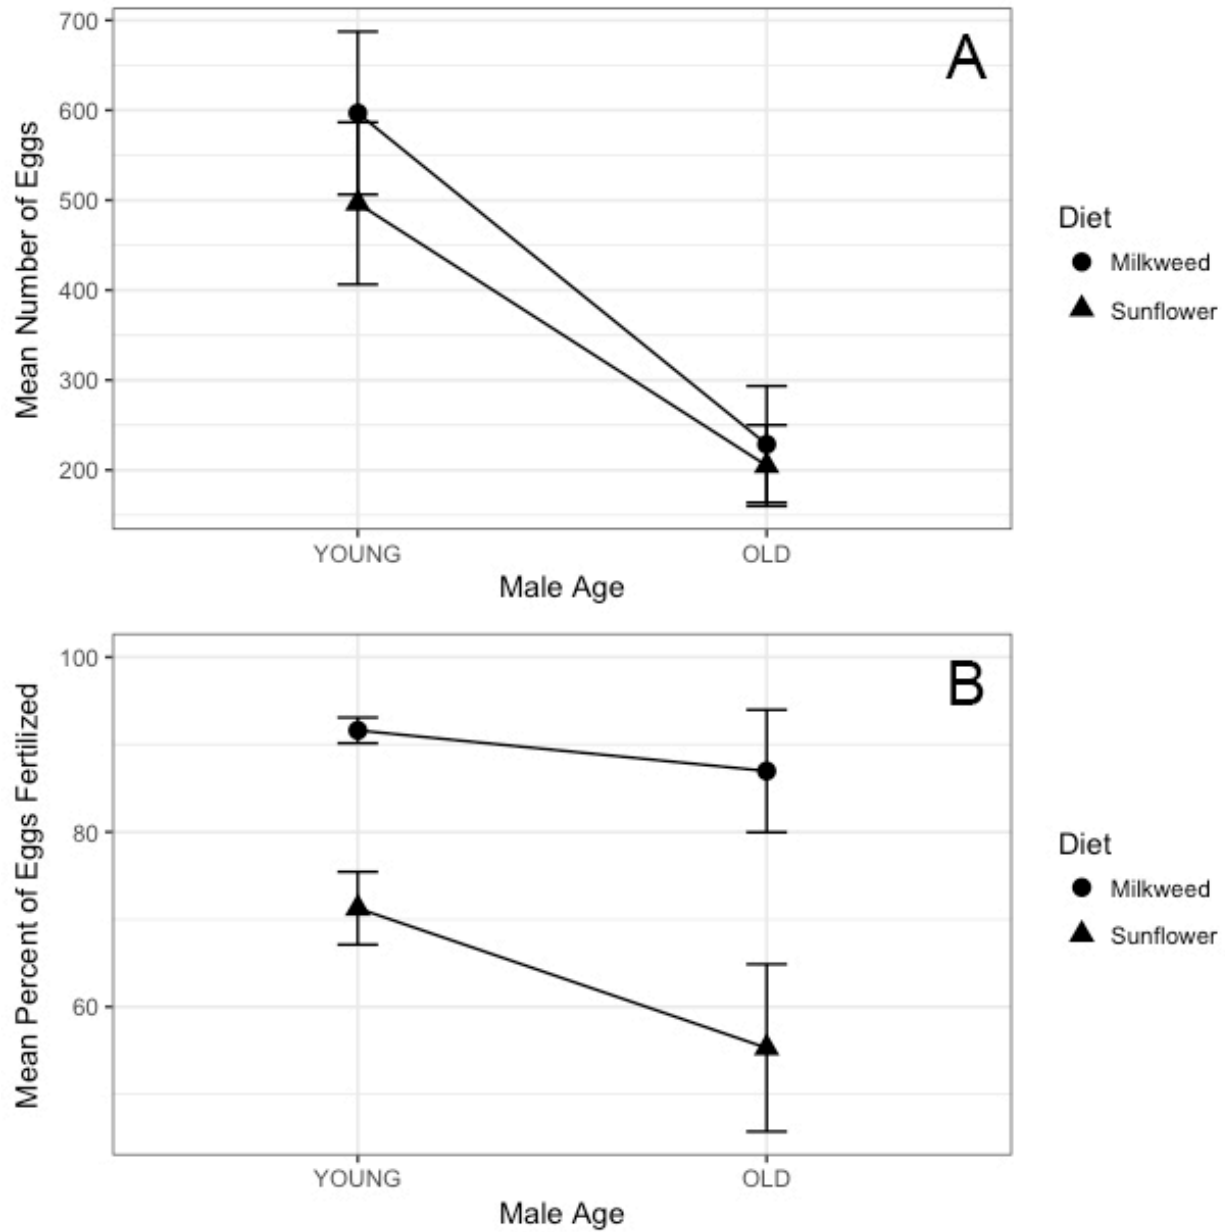 A
Mean Number of Eggs
700
600
500
400
300
200
YOUNG OLD
Male Age
Diet
Milkweed
Sunflower
B
Mean Percent of Eggs Fertilized
100
80
60
YOUNG OLD
Male Age
Diet
Milkweed
Sunflower